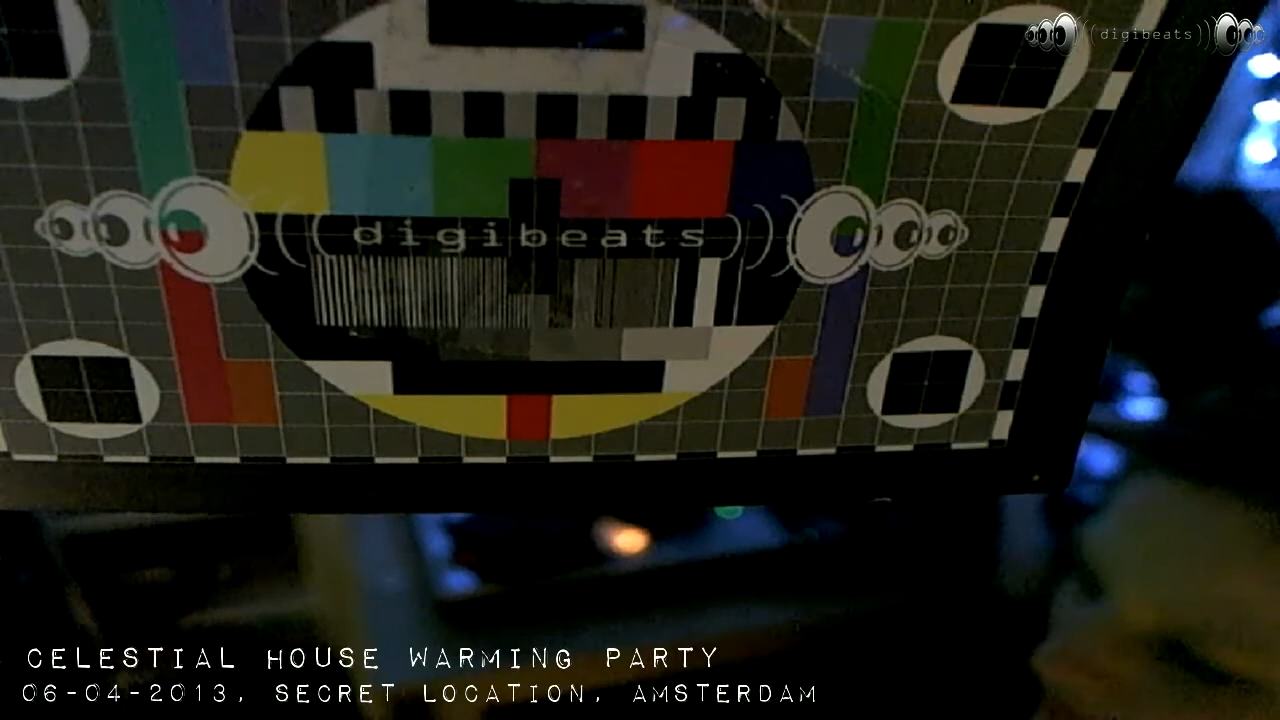 digibeats
digibeats
CELESTIAL HOUSE WARMING PARTY
06-04-2013, SECRET LOCATION, AMSTERDAM